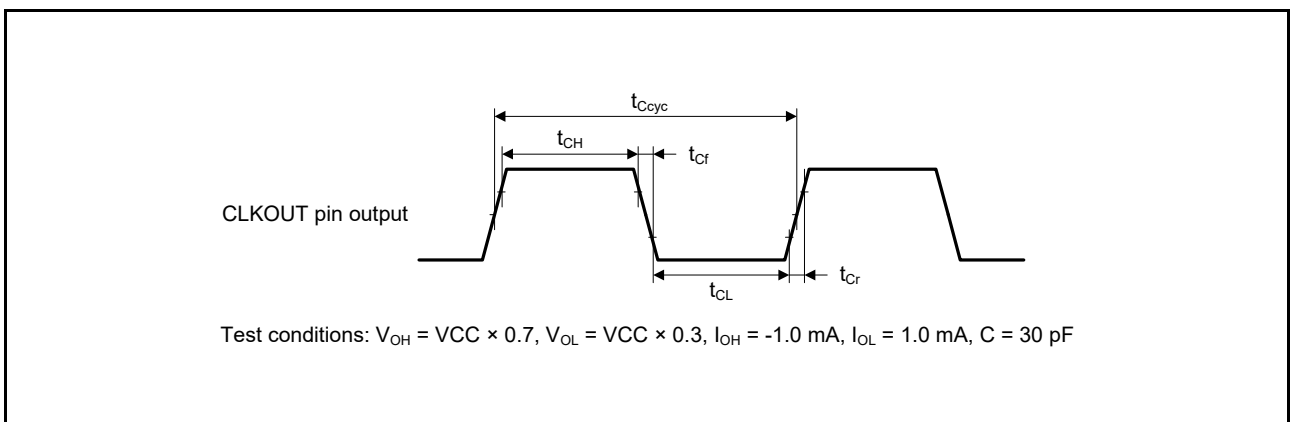 tCcyc
tCH
tCf
CLKOUT pin output
tCr
tCL
Test conditions: VOH = VCC × 0.7, VOL = VCC × 0.3, IOH = -1.0 mA, IOL = 1.0 mA, C = 30 pF